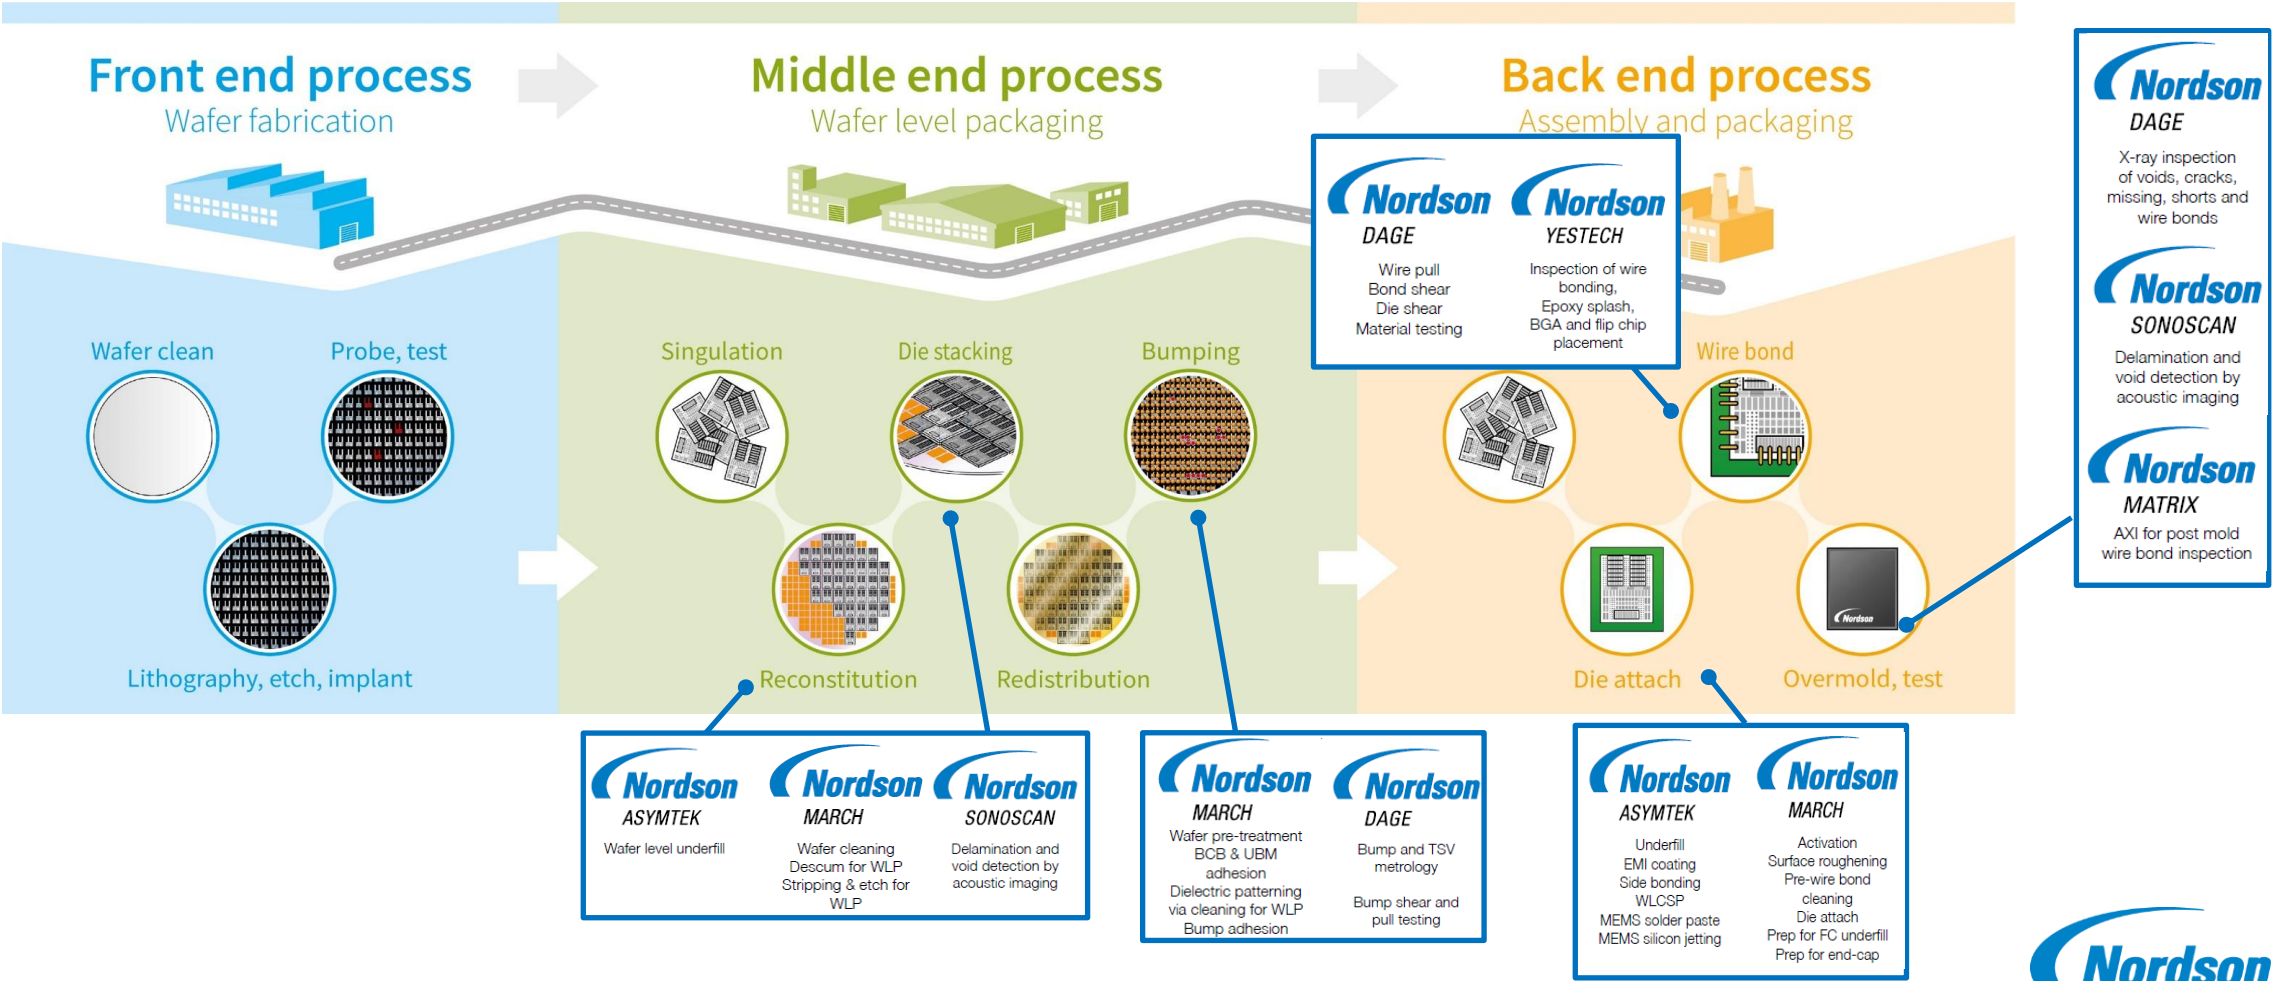 Front end process
Wafer fabrication
Middle end process
Wafer level packaging
Back end process
Assembly and packaging
Wafer clean
Probe, test
Lithography, etch, implant
Singulation
Die stacking
Bumping
Reconstitution
Redistribution
Wire bond
Die attach
Overmold, test
Nordson
Nordson
DAGE
Wire pull
Bond shear
Die shear
Material testing
Nordson
YESTECH
Inspection of wire
bonding,
Epoxy splash,
BGA and flip chip
placement
Nordson
DAGE
X-ray inspection
of voids, cracks,
missing, shorts and
wire bonds
Nordson
SONOSCAN
Delamination and
void detection by
acoustic imaging
Nordson
MATRIX
AXI for post mold
wire bond inspection
Nordson
ASYMTEK
Wafer level underfill
Nordson
MARCH
Wafer cleaning
Descum for WLP
Stripping & etch for
WLP
Nordson
SONOSCAN
Delamination and
void detection by
acoustic imaging
Nordson
MARCH
Wafer pre-treatment
BCB & UBM
adhesion
Dielectric patterning
via cleaning for WLP
Bump adhesion
Nordson
DAGE
Bump and TSV
metrology
Bump shear and
pull testing
Nordson
ASYMTEK
Underfill
EMI coating
Side bonding
WLCSP
MEMS solder paste
MEMS silicon jetting
Nordson
MARCH
Activation
Surface roughening
Pre-wire bond
cleaning
Die attach
Prep for FC underfill
Prep for end-cap
Nordson